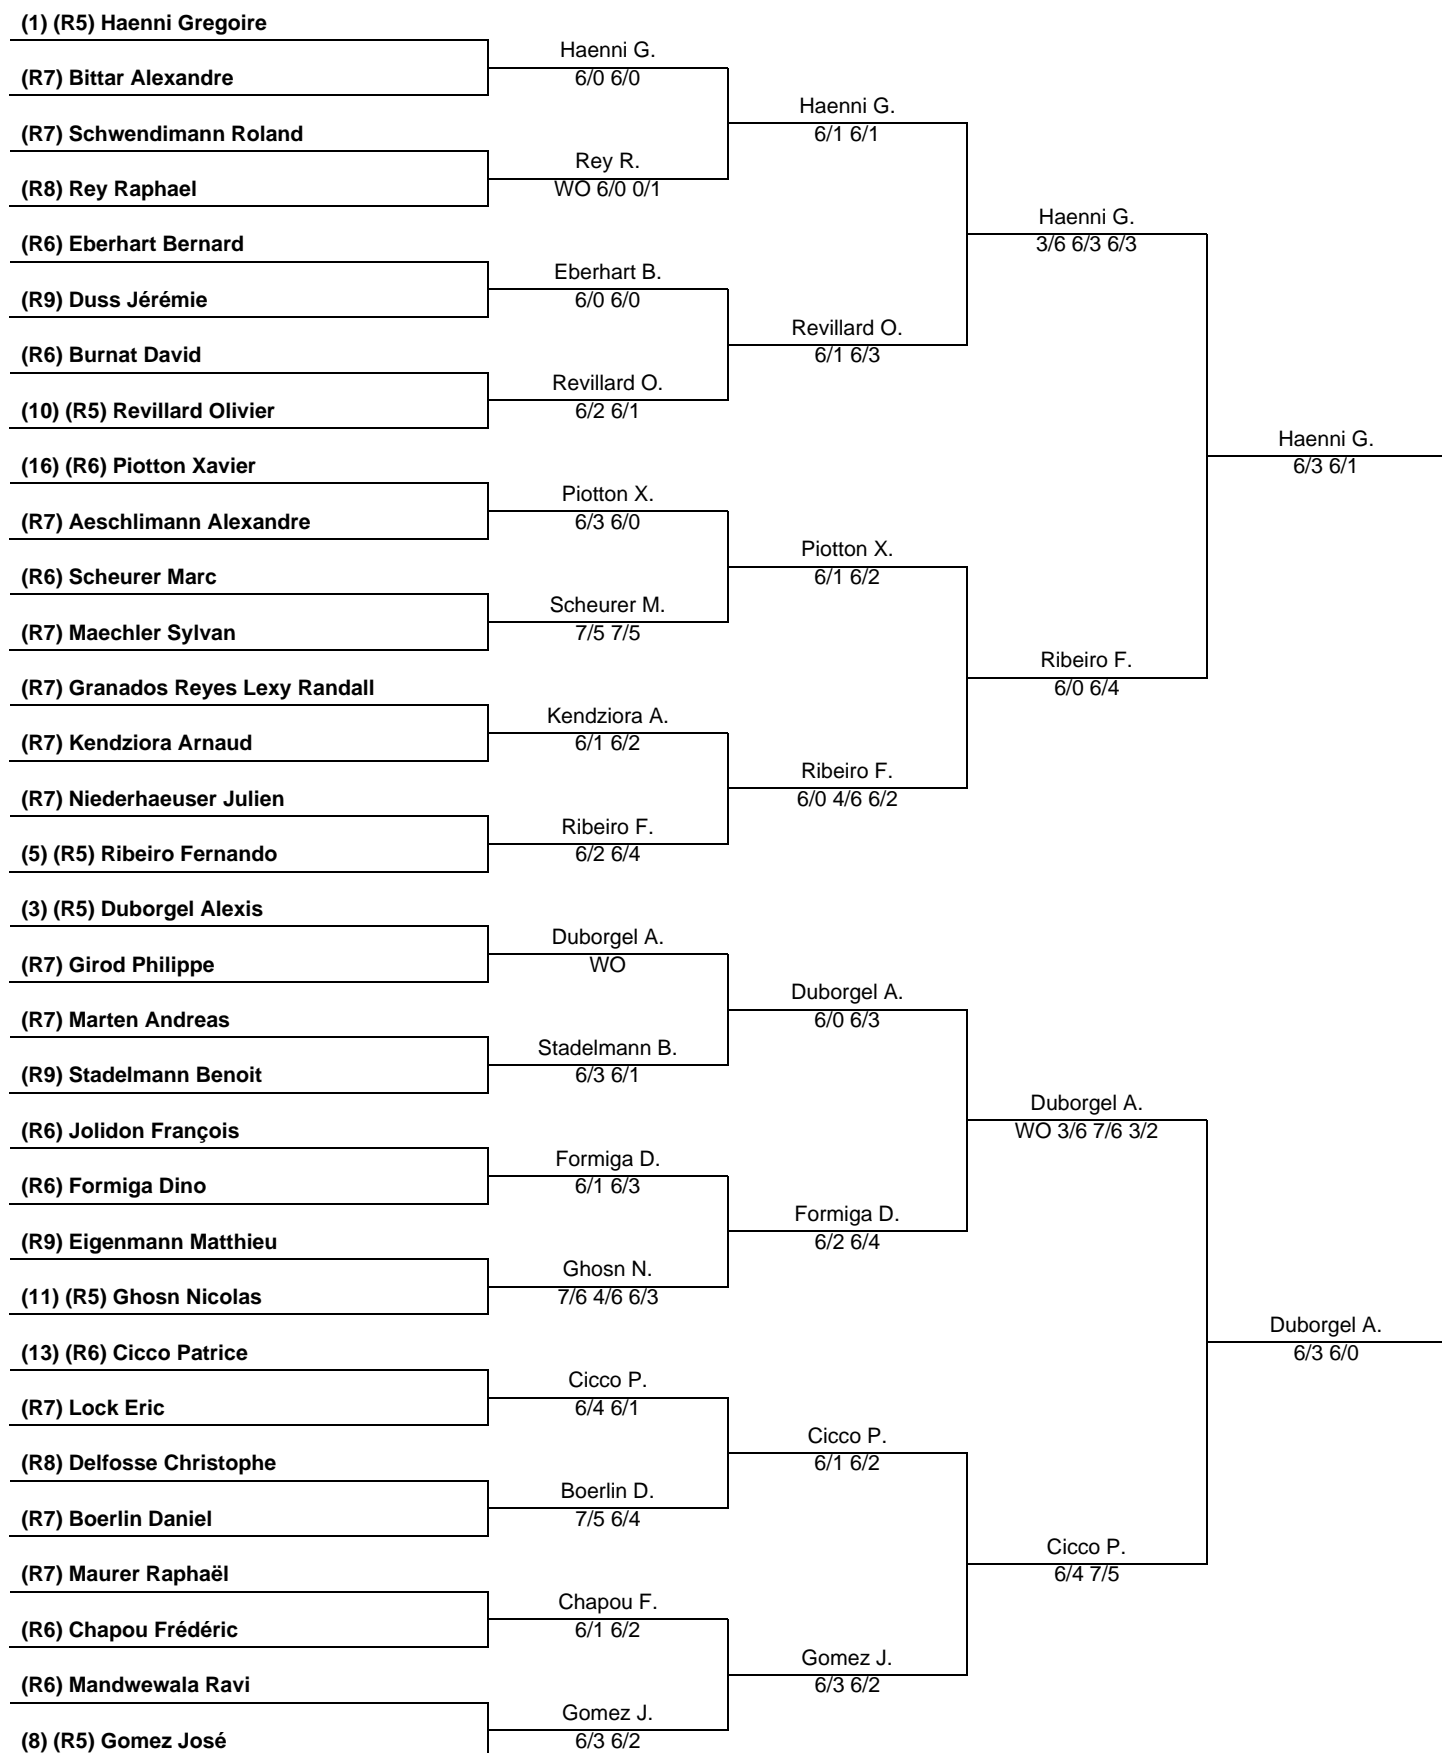 (1) (R5) Haenni Gregoire
Haenni G.
(R7) Bittar Alexandre
6/0 6/0
Haenni G.
(R7) Schwendimann Roland
6/1 6/1
Rey R.
(R8) Rey Raphael
WO 6/0 0/1
Haenni G.
(R6) Eberhart Bernard
3/6 6/3 6/3
Eberhart B.
(R9) Duss Jérémie
6/0 6/0
Revillard O.
(R6) Burnat David
6/1 6/3
Revillard O.
(10) (R5) Revillard Olivier
6/2 6/1
Haenni G.
(16) (R6) Piotton Xavier
6/3 6/1
Piotton X.
(R7) Aeschlimann Alexandre
6/3 6/0
Piotton X.
(R6) Scheurer Marc
6/1 6/2
Scheurer M.
(R7) Maechler Sylvan
7/5 7/5
Ribeiro F.
(R7) Granados Reyes Lexy Randall
6/0 6/4
Kendziora A.
(R7) Kendziora Arnaud
6/1 6/2
Ribeiro F.
(R7) Niederhaeuser Julien
6/0 4/6 6/2
Ribeiro F.
(5) (R5) Ribeiro Fernando
6/2 6/4
(3) (R5) Duborgel Alexis
Duborgel A.
(R7) Girod Philippe
WO
Duborgel A.
(R7) Marten Andreas
6/0 6/3
Stadelmann B.
(R9) Stadelmann Benoit
6/3 6/1
Duborgel A.
(R6) Jolidon François
WO 3/6 7/6 3/2
Formiga D.
(R6) Formiga Dino
6/1 6/3
Formiga D.
(R9) Eigenmann Matthieu
6/2 6/4
Ghosn N.
(11) (R5) Ghosn Nicolas
7/6 4/6 6/3
Duborgel A.
(13) (R6) Cicco Patrice
6/3 6/0
Cicco P.
(R7) Lock Eric
6/4 6/1
Cicco P.
(R8) Delfosse Christophe
6/1 6/2
Boerlin D.
(R7) Boerlin Daniel
7/5 6/4
Cicco P.
(R7) Maurer Raphaël
6/4 7/5
Chapou F.
(R6) Chapou Frédéric
6/1 6/2
Gomez J.
(R6) Mandwewala Ravi
6/3 6/2
Gomez J.
(8) (R5) Gomez José
6/3 6/2